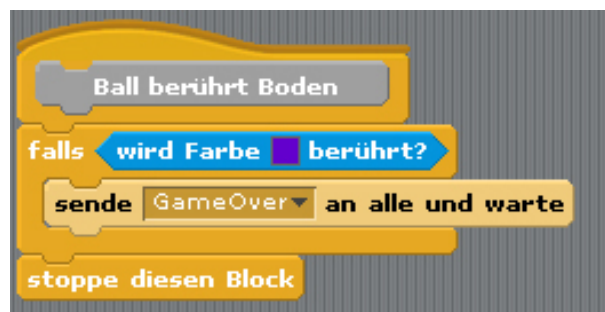 Ball berührt Boden
falls wird Farbe berührt?
sende GameOver an alle und warte
stoppe diesen Block